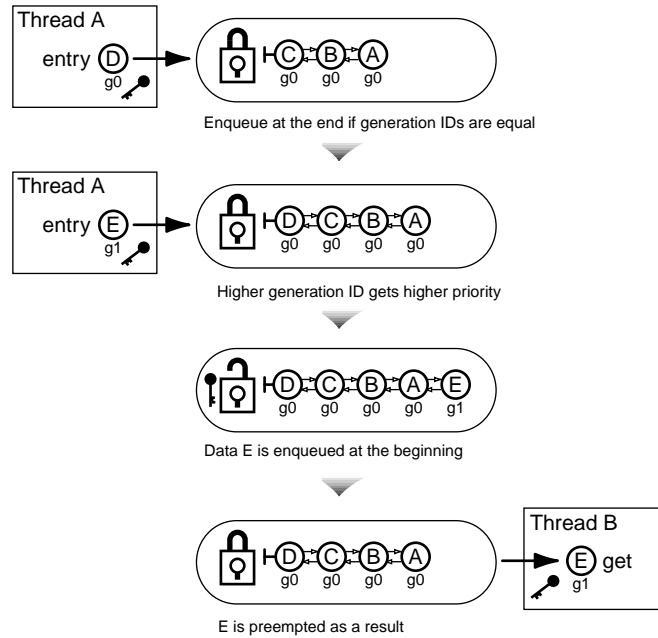 Thread A
entry D
g0
C B A
g0 g0 g0
Enqueue at the end if generation IDs are equal
Thread A
entry E
g1
D C B A
g0 g0 g0 g0
Higher generation ID gets higher priority
D C B A E
g0 g0 g0 g0 g1
Data E is enqueued at the beginning
D C B A
g0 g0 g0 g0
Thread B
E get
g1
E is preempted as a result